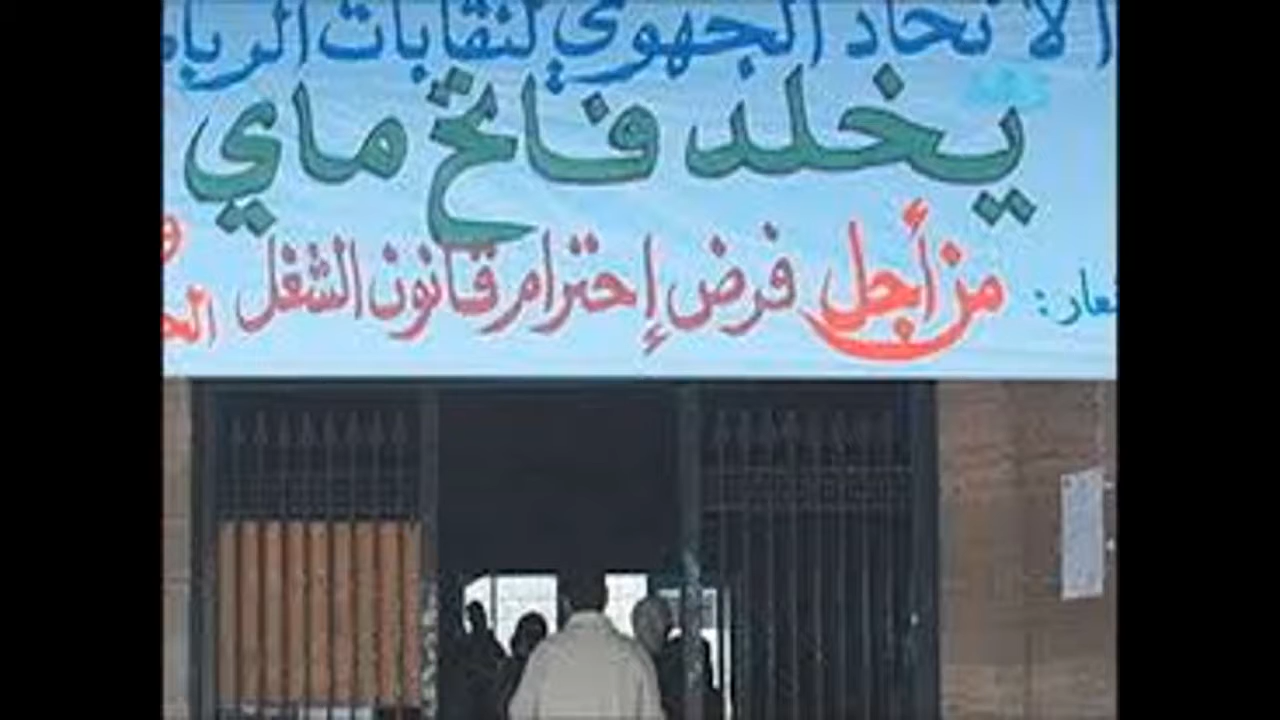 الاتحاد الجهوي لنقابات الرباط
يخلد فاتح ماي
من أجل فرض إحترام قانون الشغل